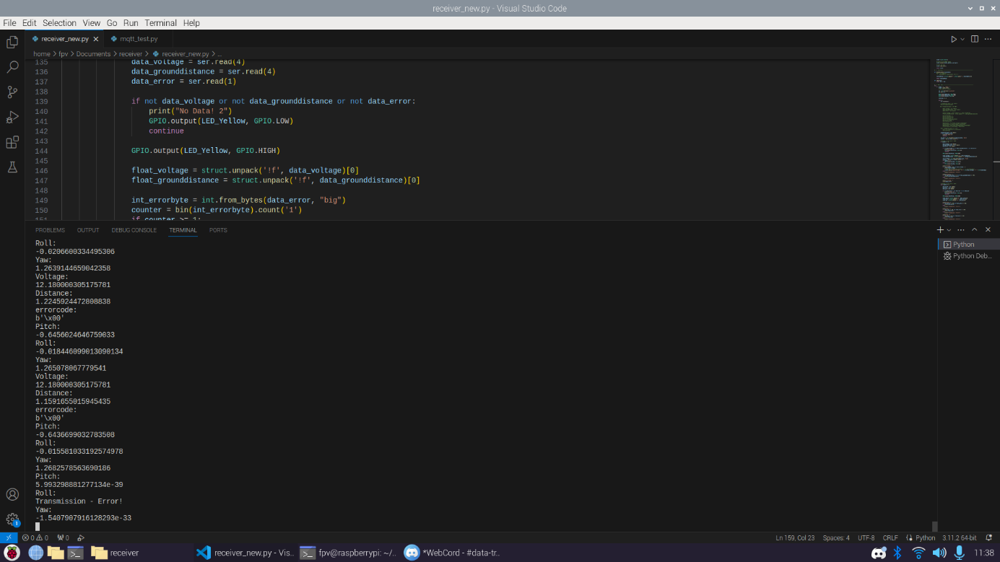 receiver_new.py - Visual Studio Code
File Edit Selection View Go Run Terminal Help
receiver_new.py mqtt_test.py
home > fpv > Documents > receiver > receiver_new.py > ...
135 data_voltage = ser.read(4)
136 data_grounddistance = ser.read(4)
137 data_error = ser.read(1)
138
139 if not data_voltage or not data_grounddistance or not data_error:
140 print("No Data! 2")
141 GPIO.output(LED_Yellow, GPIO.LOW)
142 continue
143
144 GPIO.output(LED_Yellow, GPIO.HIGH)
145
146 float_voltage = struct.unpack('!f', data_voltage)[0]
147 float_grounddistance = struct.unpack('!f', data_grounddistance)[0]
148
149 int_errorbyte = int.from_bytes(data_error, "big")
150 counter = bin(int_errorbyte).count('1')
151 if counter >= 1:
PROBLEMS OUTPUT DEBUG CONSOLE TERMINAL PORTS
Python
Python Deb...
Roll:
-0.0206600334495306
Yaw:
1.2639144659042358
Voltage:
12.180000305175781
Distance:
1.2245924472808838
errorcode:
b'\x00'
Pitch:
-0.6456024646759033
Roll:
-0.018446099013090134
Yaw:
1.265078067779541
Voltage:
12.180000305175781
Distance:
1.1591655015945435
errorcode:
b'\x00'
Pitch:
-0.6436699032783508
Roll:
-0.015581033192574978
Yaw:
1.2682578563690186
Pitch:
5.993298881277134e-39
Roll:
Transmission - Error!
Yaw:
-1.5407907916128293e-33
1
0 0 0 Ln 159, Col 23 Spaces: 4 UTF-8 CRLF Python 3.11.2 64-bit
receiver receiver_new.py - Vis... fpv@raspberrypi: ~/.. *WebCord - #data-tr... 11:38